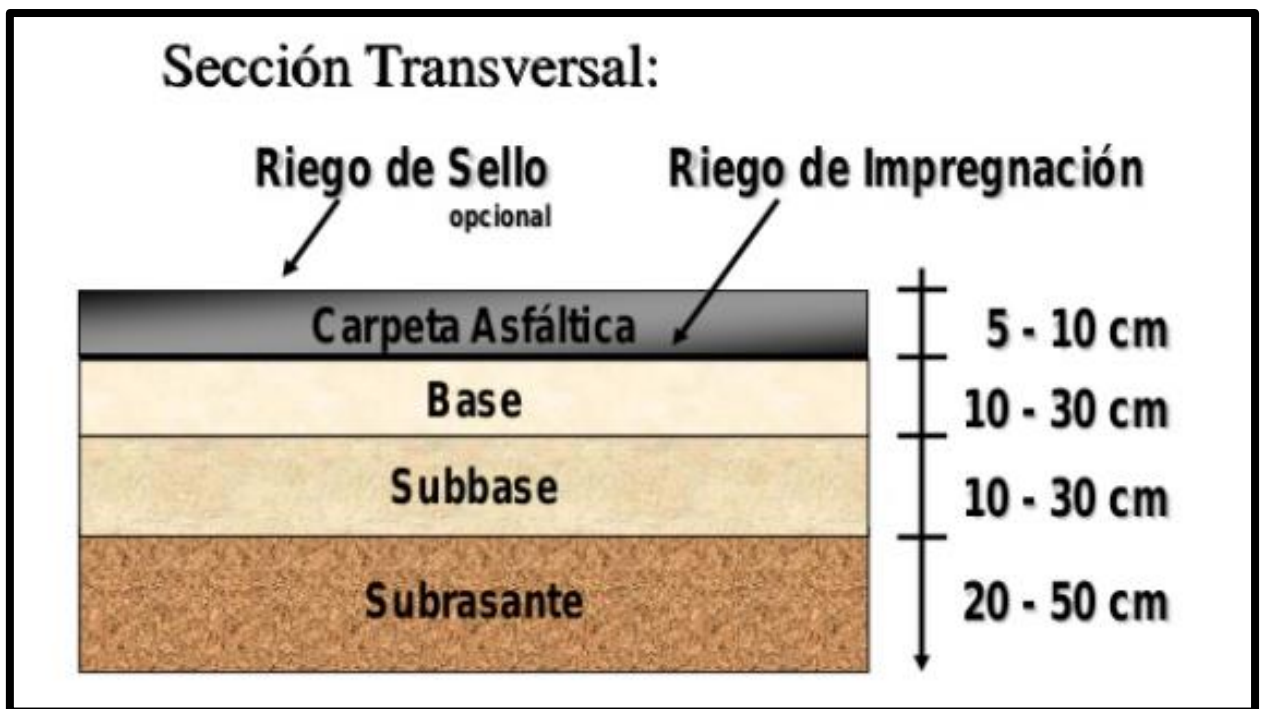 Sección Transversal:
Riego de Sello
opcional
Riego de Impregnación
Carpeta Asfáltica
5 - 10 cm
Base
10 - 30 cm
Subbase
10 - 30 cm
Subrasante
20 - 50 cm